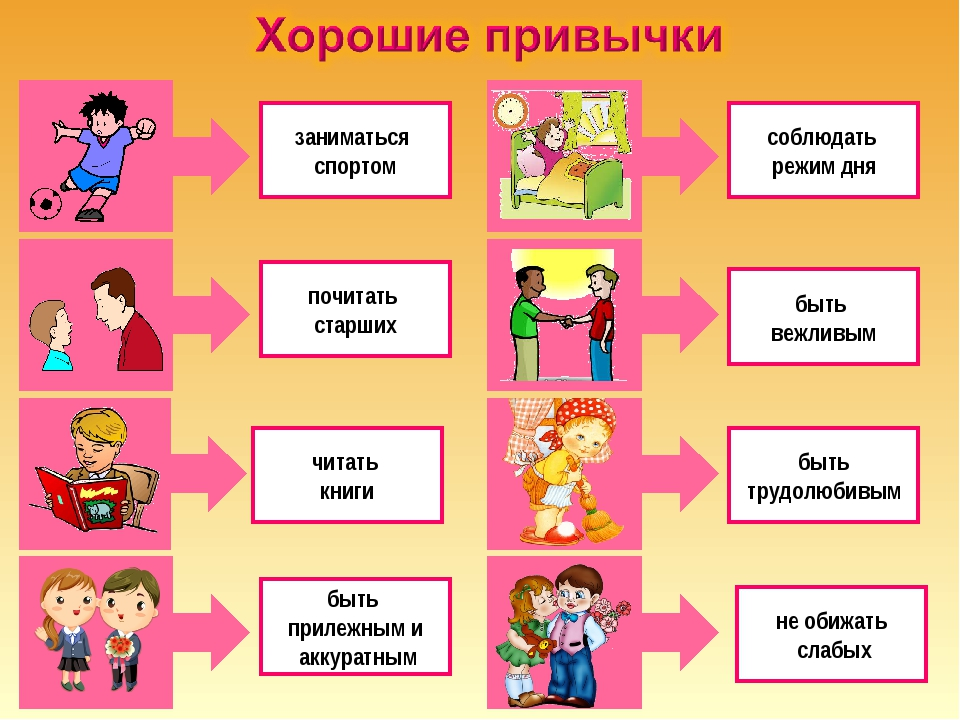 Хорошие привычки
заниматься
спортом
соблюдать
режим дня
почитать
старших
быть
вежливым
читать
книги
быть
трудолюбивым
быть
прилежным и
аккуратным
не обижать
слабых